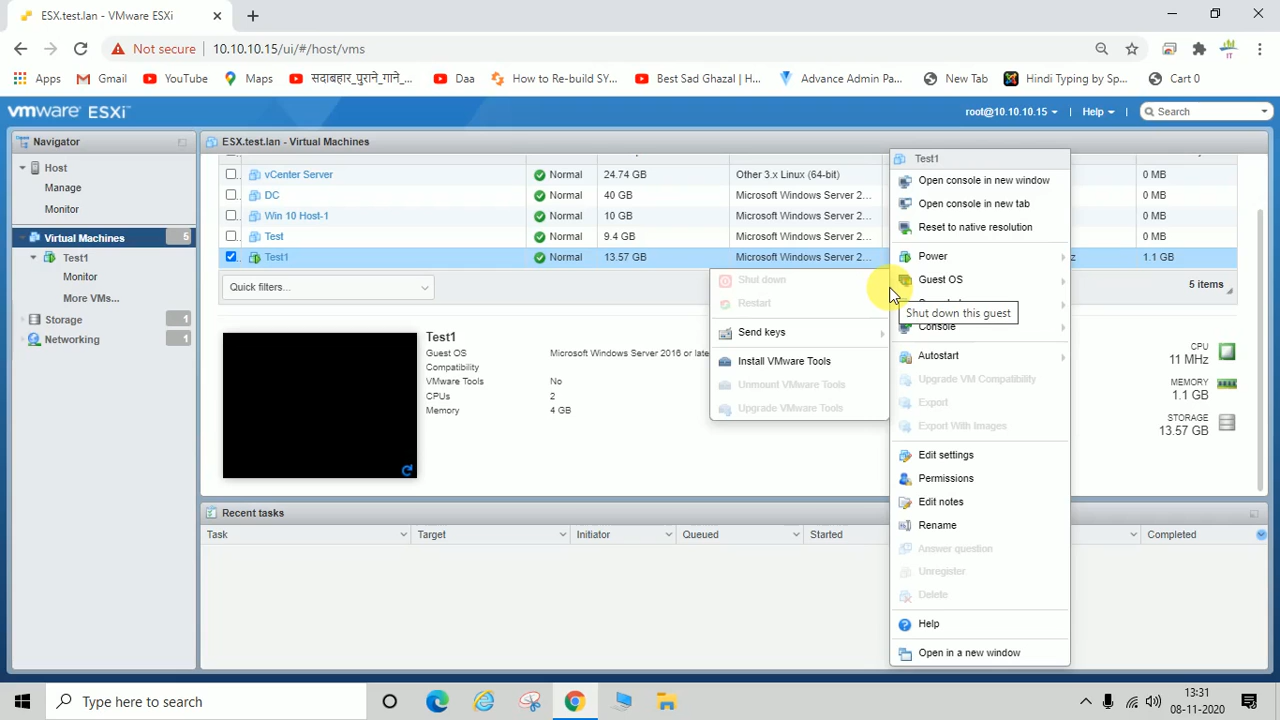 ESX.test.lan - VMware ESXi
Not secure 10.10.10.15/ui/#/host/vms
Apps Gmail YouTube Maps सदाबहार_पुराने_गाने_... Daa How to Re-build SY... Best Sad Ghazal | H... Advance Admin Pa... New Tab Hindi Typing by Sp... Cart 0
vmware ESXi root@10.10.10.15 Help Search
Navigator
Host
Manage
Monitor
Virtual Machines 5
Test1
Monitor
More VMs...
Storage 1
Networking 1
ESX.test.lan - Virtual Machines
vCenter Server Normal 24.74 GB Other 3.x Linux (64-bit) 0 MB
DC Normal 40 GB Microsoft Windows Server 2... 0 MB
Win 10 Host-1 Normal 10 GB Microsoft Windows Server 2... 0 MB
Test Normal 9.4 GB Microsoft Windows Server 2... 0 MB
Test1 Normal 13.57 GB Microsoft Windows Server 2... 1.1 GB
Quick filters... 5 items
Test1
Guest OS Microsoft Windows Server 2016 or late
Compatibility
VMware Tools No
CPUs 2
Memory 4 GB
CPU
11 MHz
MEMORY
1.1 GB
STORAGE
13.57 GB
Shut down
Restart
Send keys
Install VMware Tools
Unmount VMware Tools
Upgrade VMware Tools
Test1
Open console in new window
Open console in new tab
Reset to native resolution
Power
Guest OS
Shut down this guest
Console
Autostart
Upgrade VM Compatibility
Export
Export With Images
Edit settings
Permissions
Edit notes
Rename
Answer question
Unregister
Delete
Help
Open in a new window
Recent tasks
Task Target Initiator Queued Started Completed
Type here to search
IT
13:31
08-11-2020